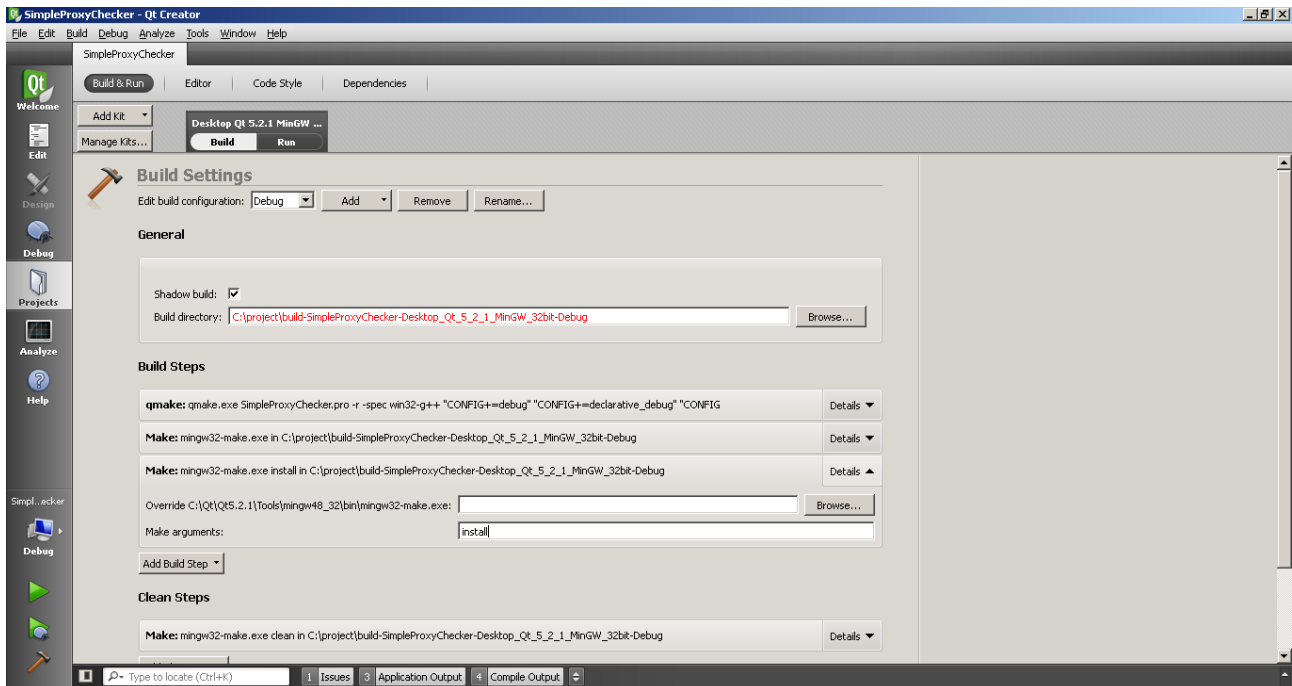 SimpleProxyChecker - Qt Creator
File Edit Build Debug Analyze Tools Window Help
SimpleProxyChecker
Qt
Welcome
Edit
Design
Debug
Projects
Analyze
Help
Simpl...ecker
Debug
Build & Run Editor Code Style Dependencies
Add Kit
Manage Kits...
Desktop Qt 5.2.1 MinGW ...
Build Run
Build Settings
Edit build configuration: Debug Add Remove Rename...
General
Shadow build:
Build directory: C:\project\build-SimpleProxyChecker-Desktop_Qt_5_2_1_MinGW_32bit-Debug Browse...
Build Steps
qmake: qmake.exe SimpleProxyChecker.pro -r -spec win32-g++ "CONFIG+=debug" "CONFIG+=declarative_debug" "CONFIG Details
Make: mingw32-make.exe in C:\project\build-SimpleProxyChecker-Desktop_Qt_5_2_1_MinGW_32bit-Debug Details
Make: mingw32-make.exe install in C:\project\build-SimpleProxyChecker-Desktop_Qt_5_2_1_MinGW_32bit-Debug Details
Override C:\Qt\Qt5.2.1\Tools\mingw48_32\bin\mingw32-make.exe: Browse...
Make arguments: install
Add Build Step
Clean Steps
Make: mingw32-make.exe clean in C:\project\build-SimpleProxyChecker-Desktop_Qt_5_2_1_MinGW_32bit-Debug Details
Type to locate (Ctrl+K) 1 Issues 3 Application Output 4 Compile Output